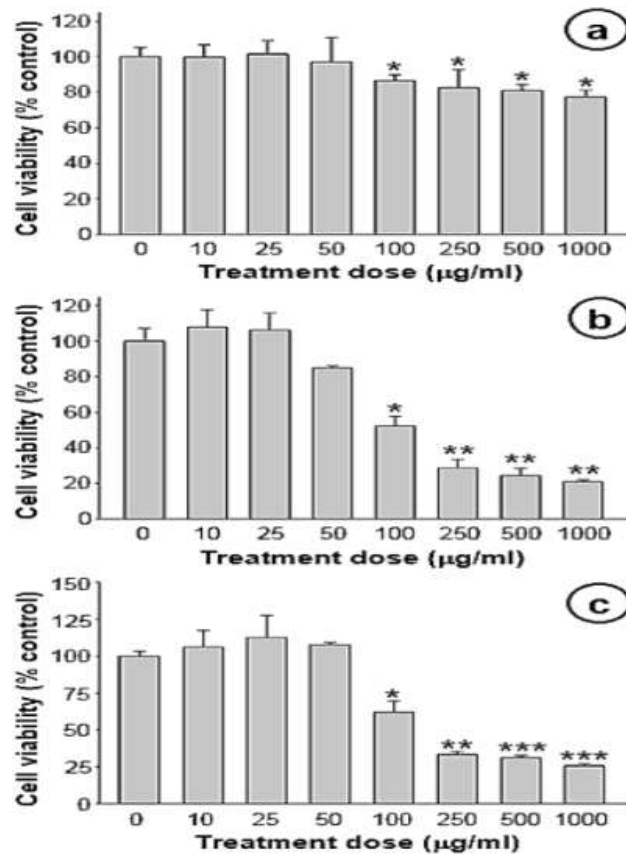 a
Cell viability (% control)
120
100
80
60
40
20
0
* * * *
0 10 25 50 100 250 500 1000
Treatment dose (μg/ml)
b
Cell viability (% control)
120
100
80
60
40
20
0
* ** ** **
0 10 25 50 100 250 500 1000
Treatment dose (μg/ml)
c
Cell viability (% control)
150
125
100
75
50
25
0
* ** *** ***
0 10 25 50 100 250 500 1000
Treatment dose (μg/ml)